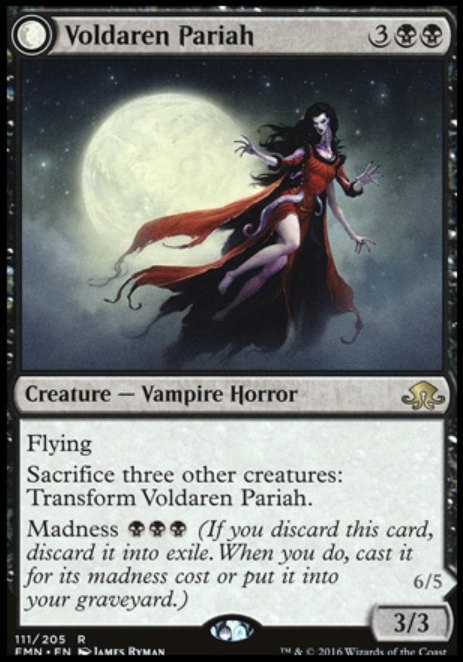 Voldaren Pariah 3
Creature — Vampire Horror
Flying
Sacrifice three other creatures:
Transform Voldaren Pariah.
Madness (If you discard this card,
discard it into exile. When you do, cast it
for its madness cost or put it into
your graveyard.)
6/5
3/3
111/205 R
EMN • EN James Ryman
™ & © 2016 Wizards of the Coast